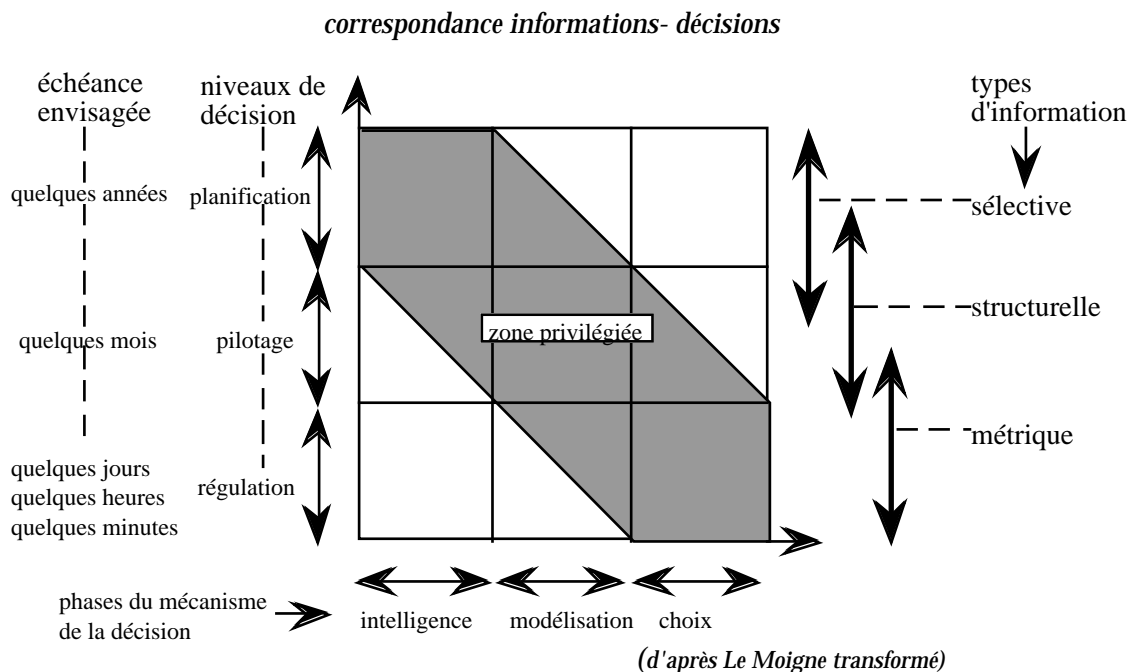 correspondance informations- décisions
échéance
envisagée
niveaux de
décision
types
d'information
quelques années
planification
sélective
structurelle
zone privilégiée
quelques mois
pilotage
métrique
quelques jours
quelques heures
quelques minutes
régulation
phases du mécanisme
de la décision
intelligence
modélisation
choix
(d'après Le Moigne transformé)